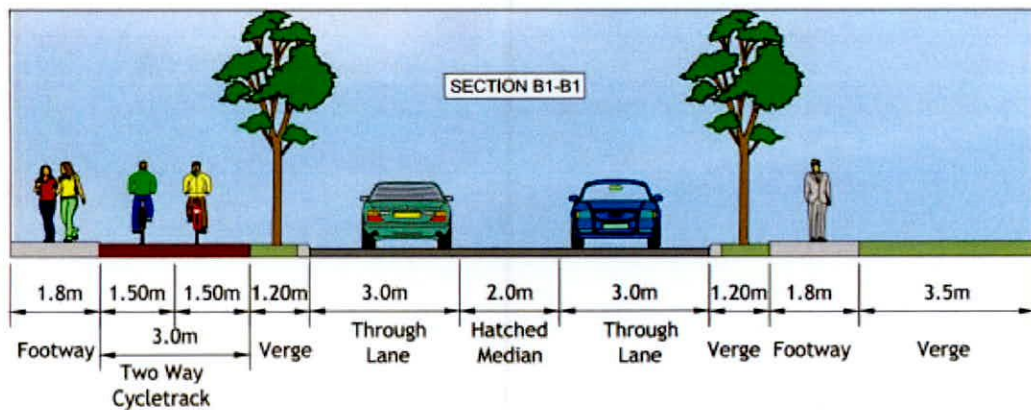 SECTION B1-B1
1.8m 1.50m 1.50m 1.20m 3.0m 2.0m 3.0m 1.20m 1.8m 3.5m
3.0m
Footway Two Way Cycletrack Verge Through Lane Hatched Median Through Lane Verge Footway Verge